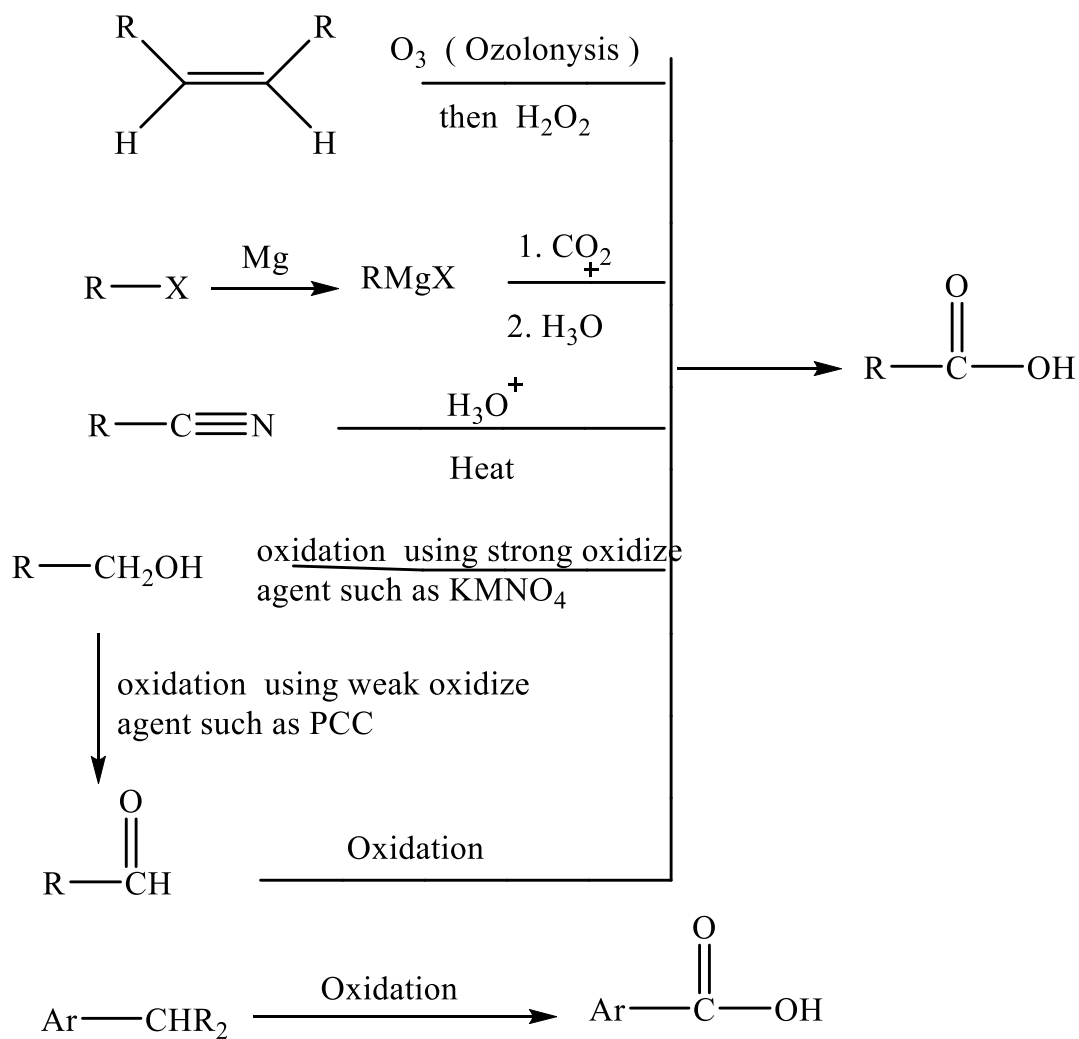 R R
H H
O3 ( Ozolonysis )
then H2O2
R X
Mg
RMgX
1. CO2
+
2. H3O
O
R C OH
R C N
H3O+
Heat
R CH2OH
oxidation using strong oxidize
agent such as KMNO4
oxidation using weak oxidize
agent such as PCC
O
R CH
Oxidation
O
Ar CHR2
Oxidation
Ar C OH